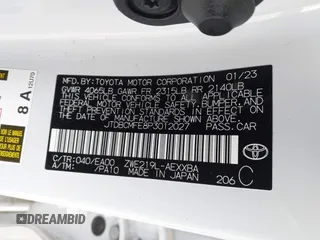 MFD. BY: TOYOTA MOTOR CORPORATION 01/23
GVWR 4065LB GAWR FR 2315LB RR 2140LB
THIS VEHICLE CONFORMS TO ALL APPLICABLE
FEDERAL MOTOR VEHICLE SAFETY, BUMPER, AND
THEFT PREVENTION STANDARDS IN EFFECT ON
THE DATE OF MANUFACTURE SHOWN ABOVE.
JTDBCMFE8P3012027 PASS.CAR
C/TR:040/EA00 ZWE219L-AEXXBA
A/TM: -/PA10 MADE IN JAPAN 206 C
TOYOTA
8A
DREAMBID